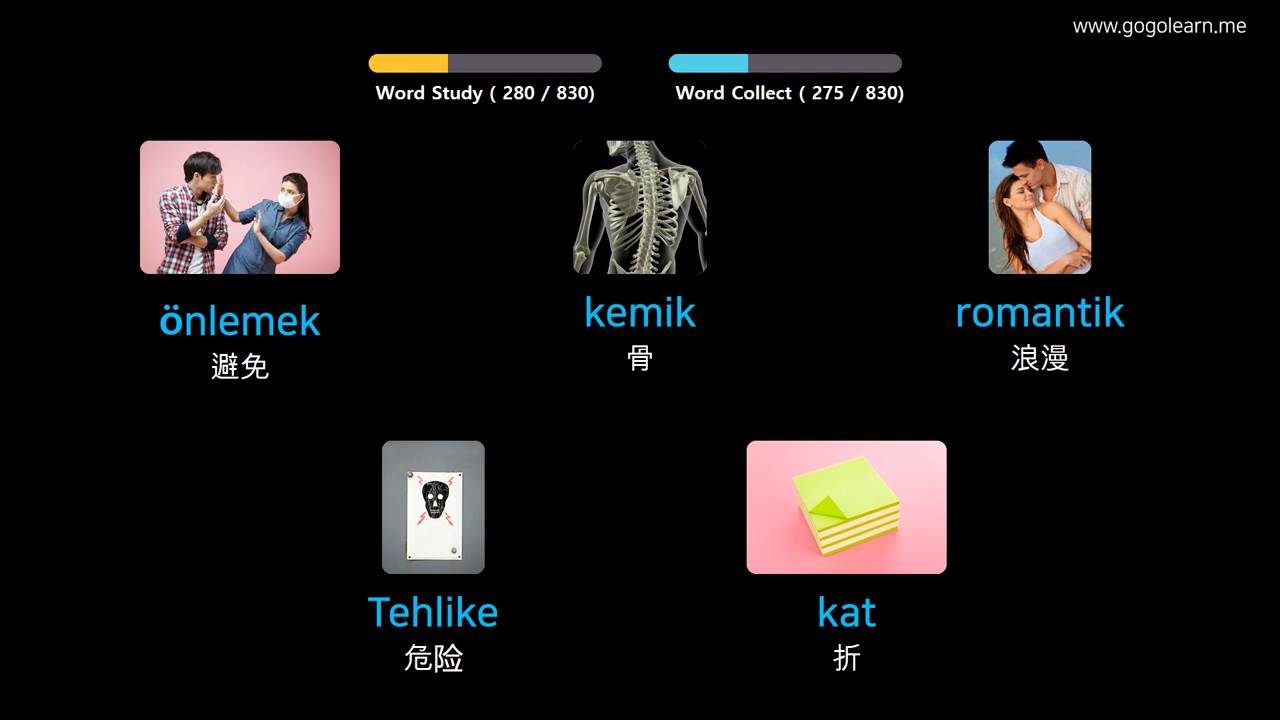 www.gogolearn.me
Word Study ( 280 / 830)
Word Collect ( 275 / 830)
önlemek
避免
kemik
骨
romantik
浪漫
Tehlike
危险
kat
折